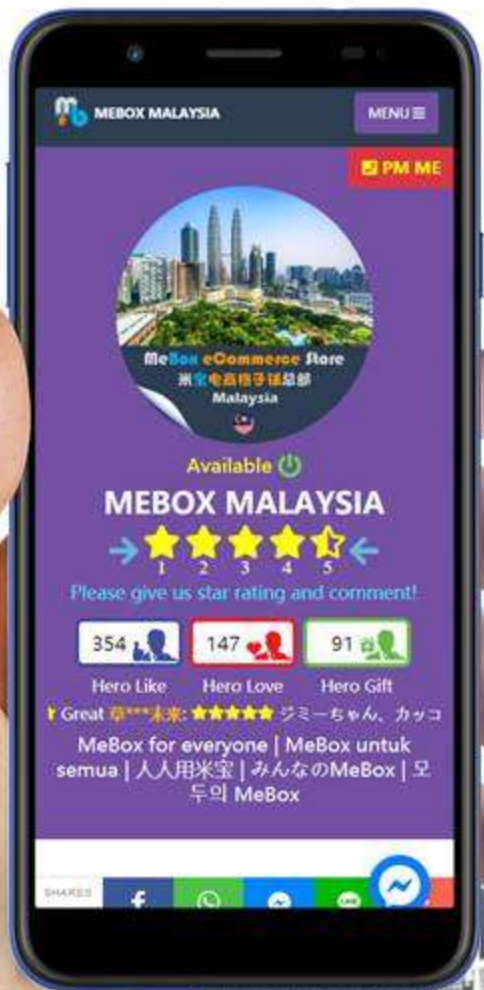 MEBOX MALAYSIA
MENU
PM ME
MeBox eCommerce Store
米宝电商格子铺总部
Malaysia
Available
MEBOX MALAYSIA
1 2 3 4 5
Please give us star rating and comment!
354 147 91
Hero Like Hero Love Hero Gift
Great 草***未来: ジミーちゃん、カッコ
MeBox for everyone | MeBox untuk
semua | 人人用米宝 | みんなのMeBox | 모
두의 MeBox
SHARES
LINE